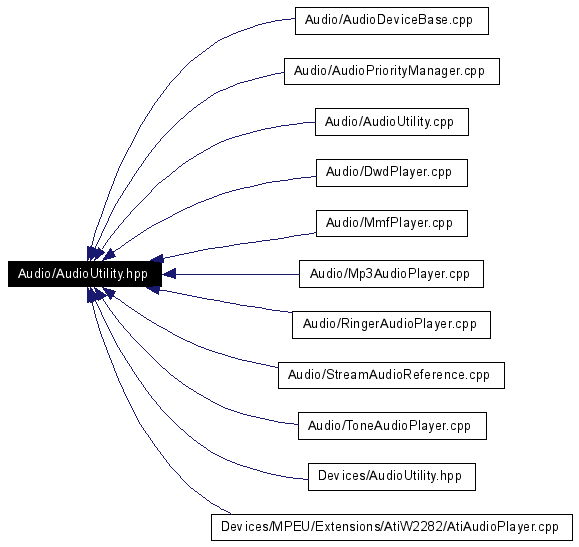 Audio/AudioDeviceBase.cpp
Audio/AudioPriorityManager.cpp
Audio/AudioUtility.cpp
Audio/DwdPlayer.cpp
Audio/MmfPlayer.cpp
Audio/AudioUtility.hpp
Audio/Mp3AudioPlayer.cpp
Audio/RingerAudioPlayer.cpp
Audio/StreamAudioReference.cpp
Audio/ToneAudioPlayer.cpp
Devices/AudioUtility.hpp
Devices/MPEU/Extensions/AtiW2282/AtiAudioPlayer.cpp